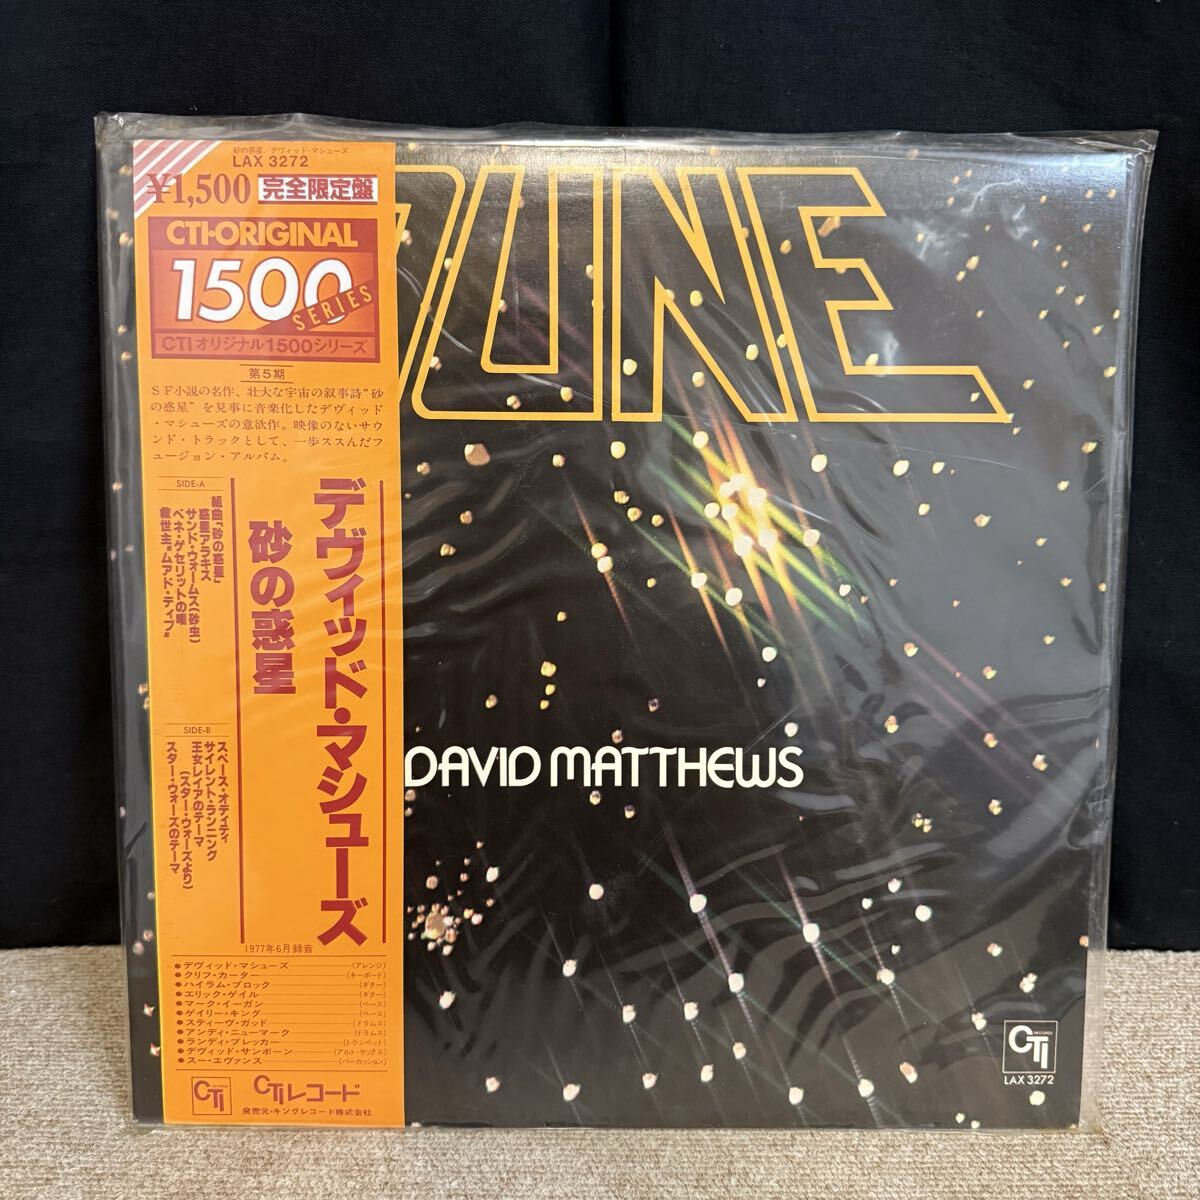 砂の惑星／デヴィッド・マシューズ
LAX 3272
¥1,500 完全限定盤
CTI-ORIGINAL
1500
SERIES
CTIオリジナル1500シリーズ
第5期
ＳＦ小説の名作、壮大な宇宙の叙事詩“砂
の惑星”を見事に音楽化したデヴィッド
・マシューズの意欲作。映像のないサウ
ンド・トラックとして、一歩ススんだフ
ュージョン・アルバム。
デヴィッド・マシューズ
砂の惑星
SIDE-A
組曲「砂の惑星」
惑星アラキス
サンド・ウォームス(砂虫)
ベネ・ゲセリットの唄
救世主“ムアド・ディブ”
SIDE-B
スペース・オディティ
サイレント・ランニング
王女レイアのテーマ
(スター・ウォーズより)
スター・ウォーズのテーマ
1977年6月録音
●デヴィッド・マシューズ (アレンジ)
●クリフ・カーター (キーボード)
●ハイラム・ブロック (ギター)
●エリック・ゲイル (ギター)
●マーク・イーガン (ベース)
●ゲイリー・キング (ベース)
●スティーヴ・ガッド (ドラムス)
●アンディ・ニューマーク (ドラムス)
●ランディ・ブレッカー (トランペット)
●デヴィッド・サンボーン (アルト・サックス)
●スー・エヴァンス (パーカッション)
CTI RECORDS
CTIレコード
発売元・キングレコード株式会社
DUNE
DAVID MATTHEWS
CTI RECORDS
LAX 3272